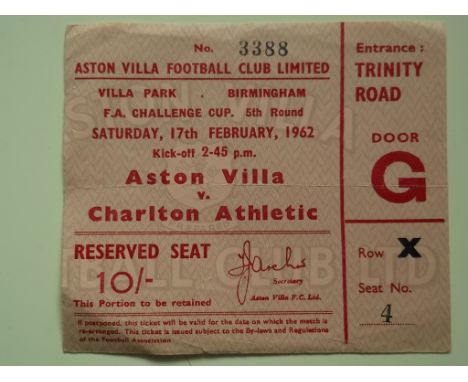 No. 3388
ASTON VILLA FOOTBALL CLUB LIMITED
VILLA PARK . BIRMINGHAM
F.A. CHALLENGE CUP. 5th Round
SATURDAY, 17th FEBRUARY, 1962
Kick-off 2-45 p.m.
Aston Villa
v.
Charlton Athletic
RESERVED SEAT
10/-
This Portion to be retained
Secretary
Aston Villa F.C. Ltd.
If postponed, this ticket will be valid for the date on which the match is
re-arranged. This ticket is issued subject to the By-laws and Regulations
of the Football Association
Entrance :
TRINITY
ROAD
DOOR
G
Row X
Seat No.
4